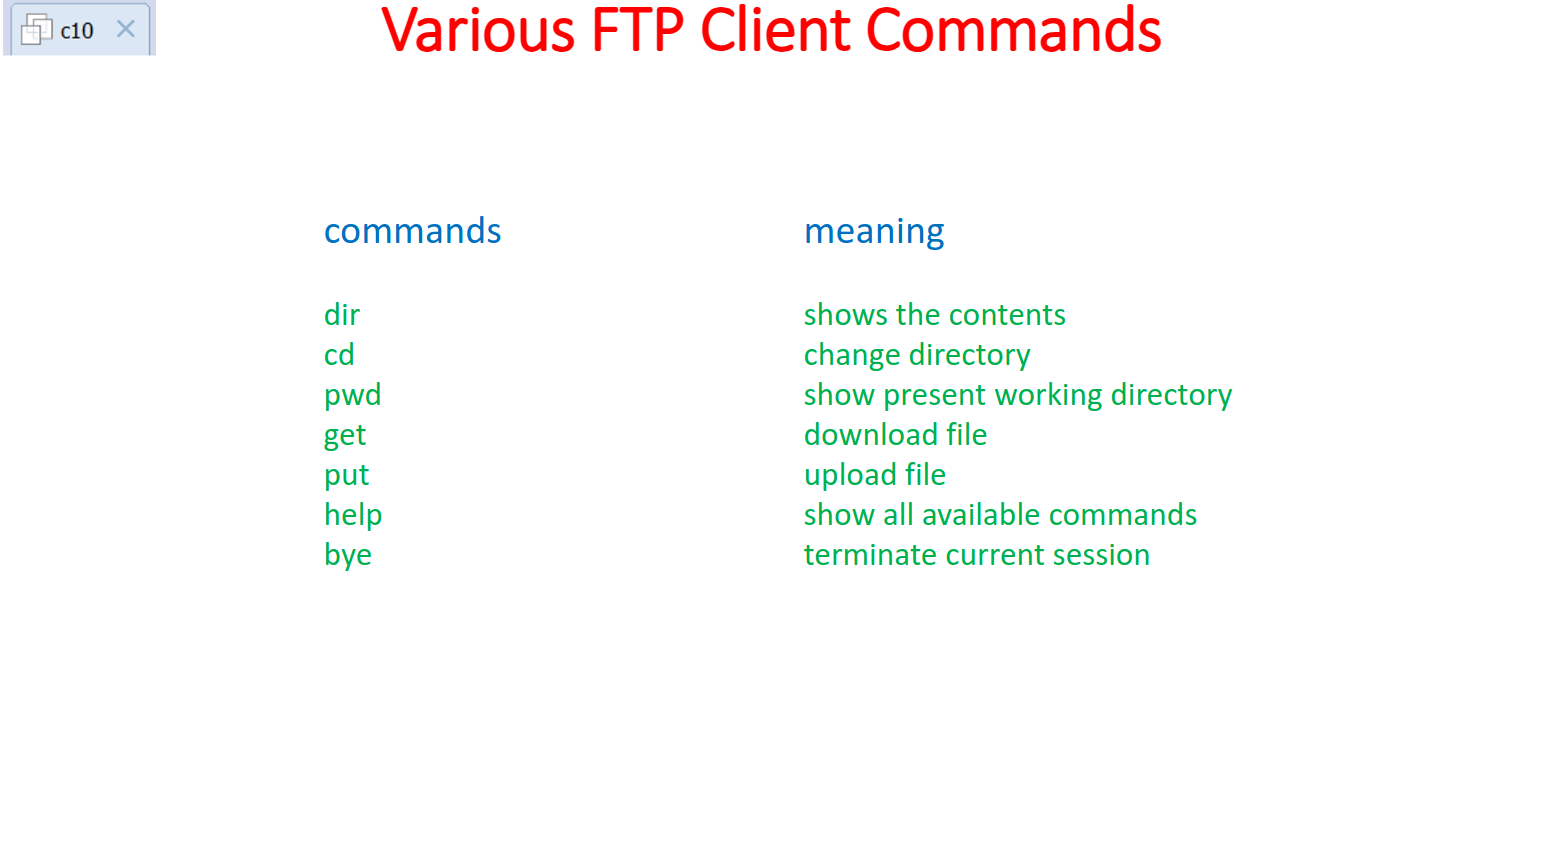 c10
Various FTP Client Commands
commands meaning
dir shows the contents
cd change directory
pwd show present working directory
get download file
put upload file
help show all available commands
bye terminate current session